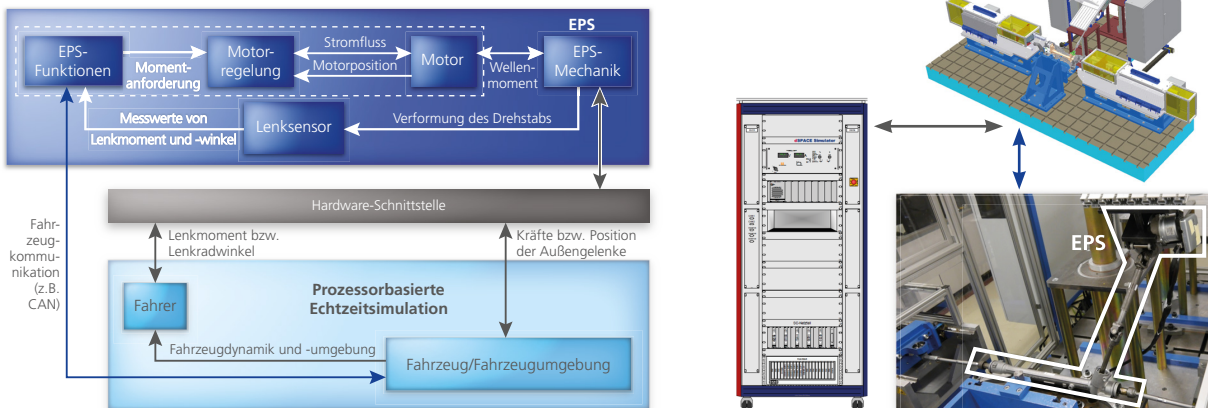 EPS
EPS-
Funktionen
Moment-
anforderung
Motor-
regelung
Stromfluss
Motorposition
Motor
Wellen-
moment
EPS-
Mechanik
Messwerte von
Lenkmoment und -winkel
Lenksensor
Verformung des Drehstabs
Hardware-Schnittstelle
Fahr-
zeug-
kommu-
nikation
(z.B.
CAN)
Lenkmoment bzw.
Lenkradwinkel
Kräfte bzw. Position
der Außengelenke
Prozessorbasierte
Echtzeitsimulation
Fahrer
Fahrzeugdynamik und -umgebung
Fahrzeug/Fahrzeugumgebung
dSPACE Simulator
EPS